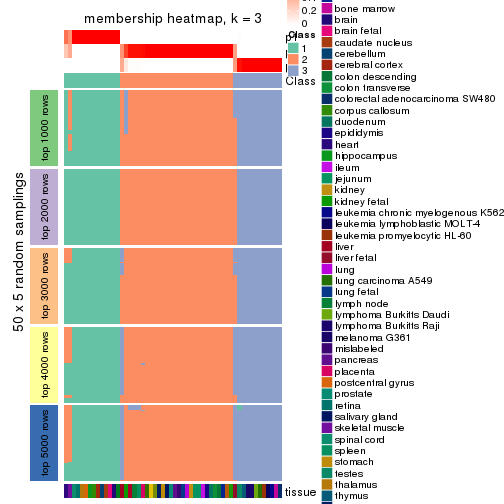 membership heatmap, k = 3
50 x 5 random samplings
top 1000 rows
top 2000 rows
top 3000 rows
top 4000 rows
top 5000 rows
0.2
0
Class
1
2
3
Class
tissue
bone marrow
brain
brain fetal
caudate nucleus
cerebellum
cerebral cortex
colon descending
colon transverse
colorectal adenocarcinoma SW480
corpus callosum
duodenum
epididymis
heart
hippocampus
ileum
jejunum
kidney
kidney fetal
leukemia chronic myelogenous K562
leukemia lymphoblastic MOLT-4
leukemia promyelocytic HL-60
liver
liver fetal
lung
lung carcinoma A549
lung fetal
lymph node
lymphoma Burkitts Daudi
lymphoma Burkitts Raji
melanoma G361
mislabeled
pancreas
placenta
postcentral gyrus
prostate
retina
salivary gland
skeletal muscle
spinal cord
spleen
stomach
testes
thalamus
thymus